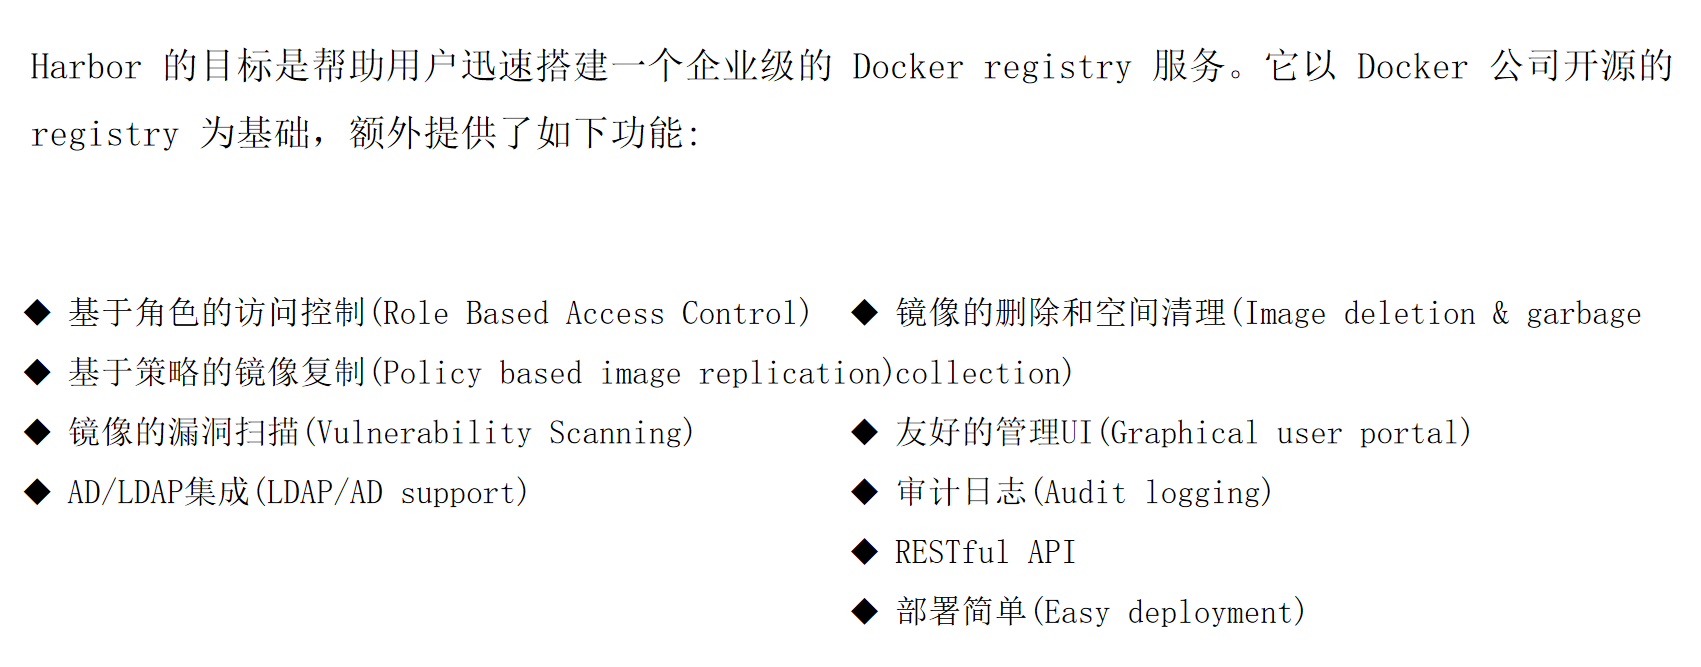 Harbor 的目标是帮助用户迅速搭建一个企业级的 Docker registry 服务。它以 Docker 公司开源的
registry 为基础，额外提供了如下功能:
◆ 基于角色的访问控制(Role Based Access Control)
◆ 基于策略的镜像复制(Policy based image replication)
◆ 镜像的漏洞扫描(Vulnerability Scanning)
◆ AD/LDAP集成(LDAP/AD support)
◆ 镜像的删除和空间清理(Image deletion & garbage
collection)
◆ 友好的管理UI(Graphical user portal)
◆ 审计日志(Audit logging)
◆ RESTful API
◆ 部署简单(Easy deployment)